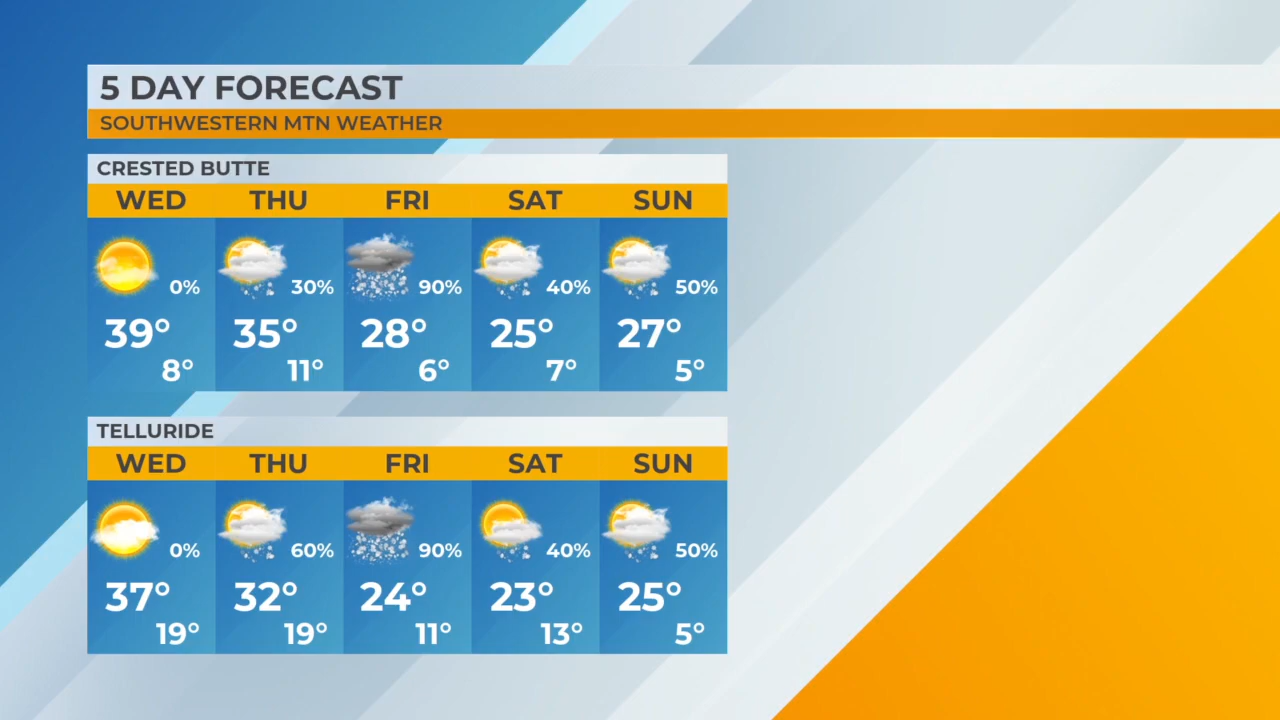 5 DAY FORECAST
SOUTHWESTERN MTN WEATHER
CRESTED BUTTE
WED THU FRI SAT SUN
0% 30% 90% 40% 50%
39° 35° 28° 25° 27°
8° 11° 6° 7° 5°
TELLURIDE
WED THU FRI SAT SUN
0% 60% 90% 40% 50%
37° 32° 24° 23° 25°
19° 19° 11° 13° 5°